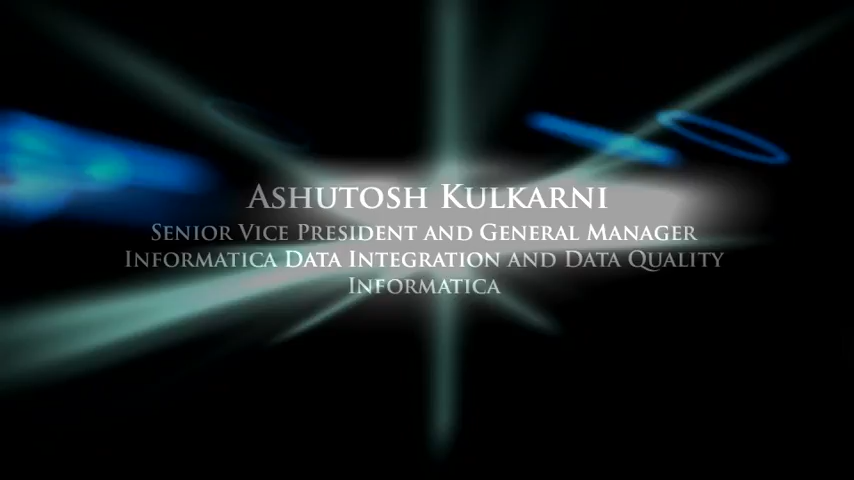 Ashutosh Kulkarni
Senior Vice President and General Manager
Informatica Data Integration and Data Quality
Informatica